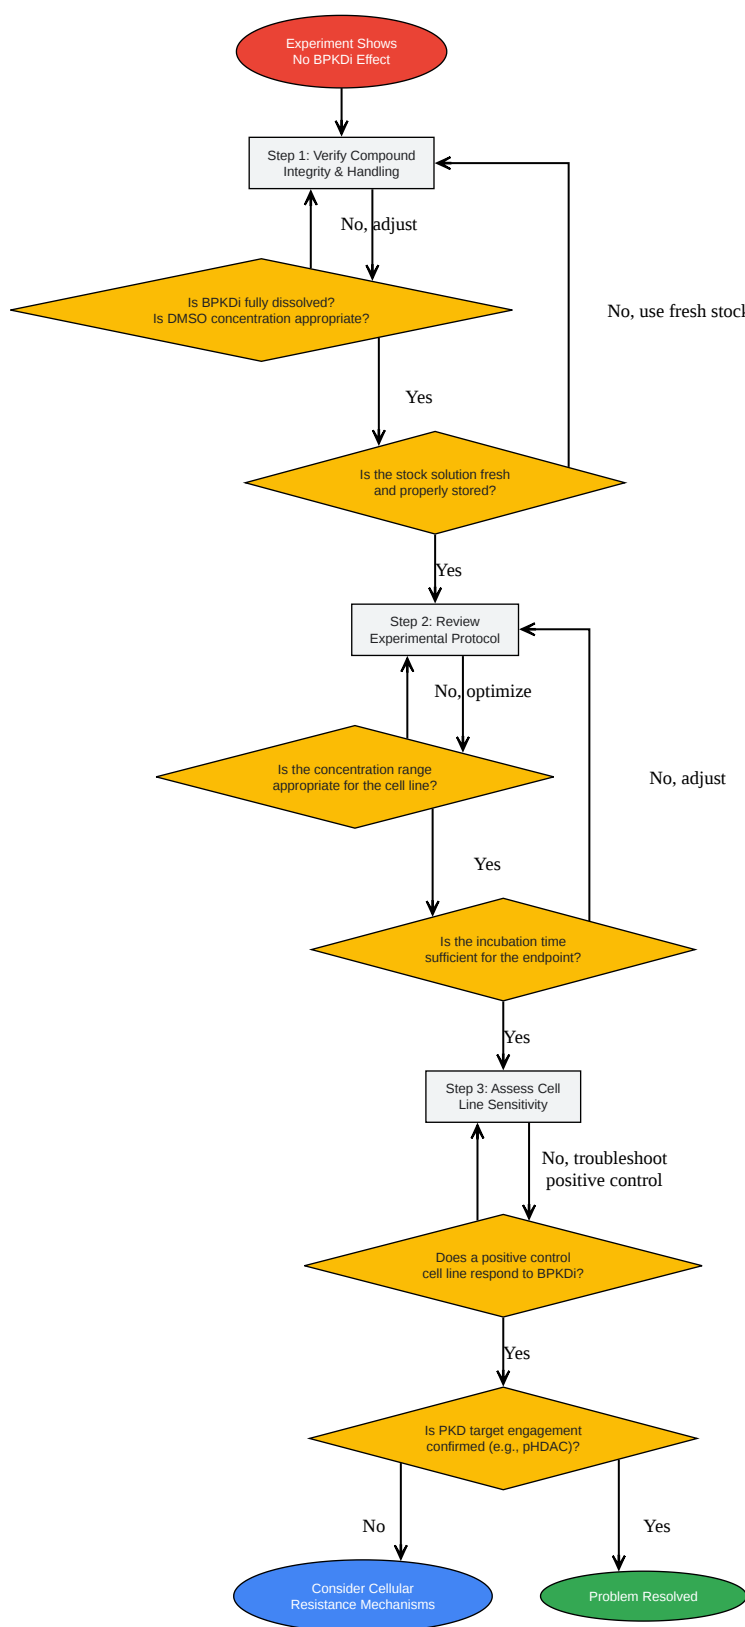 Experiment Shows
No BPKDi Effect
Step 1: Verify Compound
Integrity & Handling
No, adjust
Is BPKDi fully dissolved?
Is DMSO concentration appropriate?
No, use fresh stock
Yes
Is the stock solution fresh
and properly stored?
Yes
Step 2: Review
Experimental Protocol
No, optimize
Is the concentration range
appropriate for the cell line?
No, adjust
Yes
Is the incubation time
sufficient for the endpoint?
Yes
Step 3: Assess Cell
Line Sensitivity
No, troubleshoot
positive control
Does a positive control
cell line respond to BPKDi?
Yes
Is PKD target engagement
confirmed (e.g., pHDAC)?
No
Yes
Consider Cellular
Resistance Mechanisms
Problem Resolved